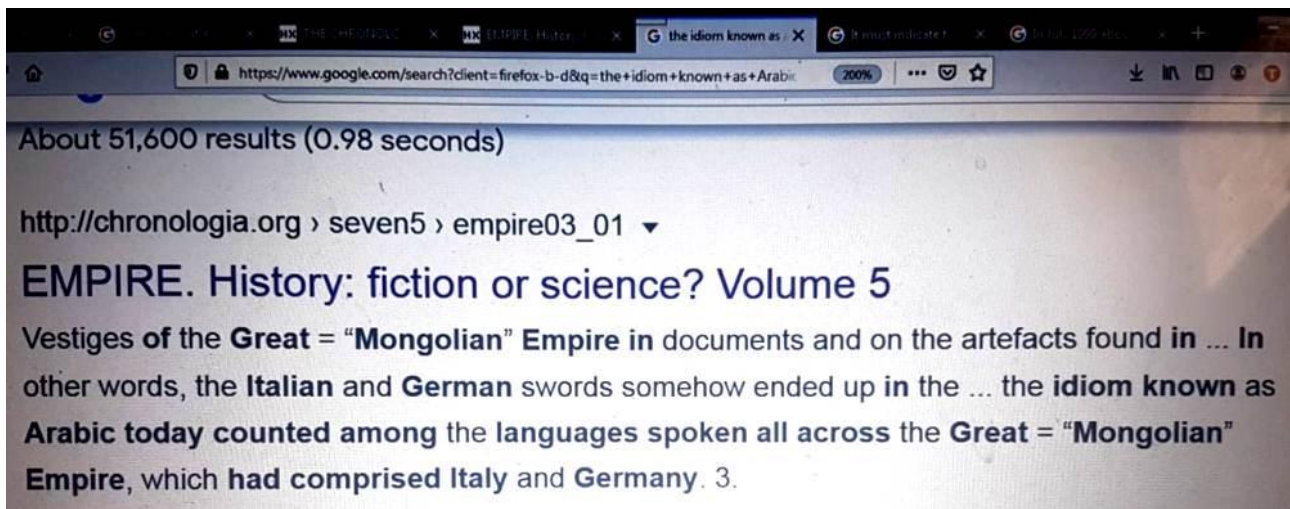 the idiom known as
https://www.google.com/search?client=firefox-b-d&q=the+idiom+known+as+Arabic
200%
About 51,600 results (0.98 seconds)
http://chronologia.org › seven5 › empire03_01
EMPIRE. History: fiction or science? Volume 5
Vestiges of the Great = “Mongolian” Empire in documents and on the artefacts found in ... In
other words, the Italian and German swords somehow ended up in the ... the idiom known as
Arabic today counted among the languages spoken all across the Great = “Mongolian”
Empire, which had comprised Italy and Germany. 3.